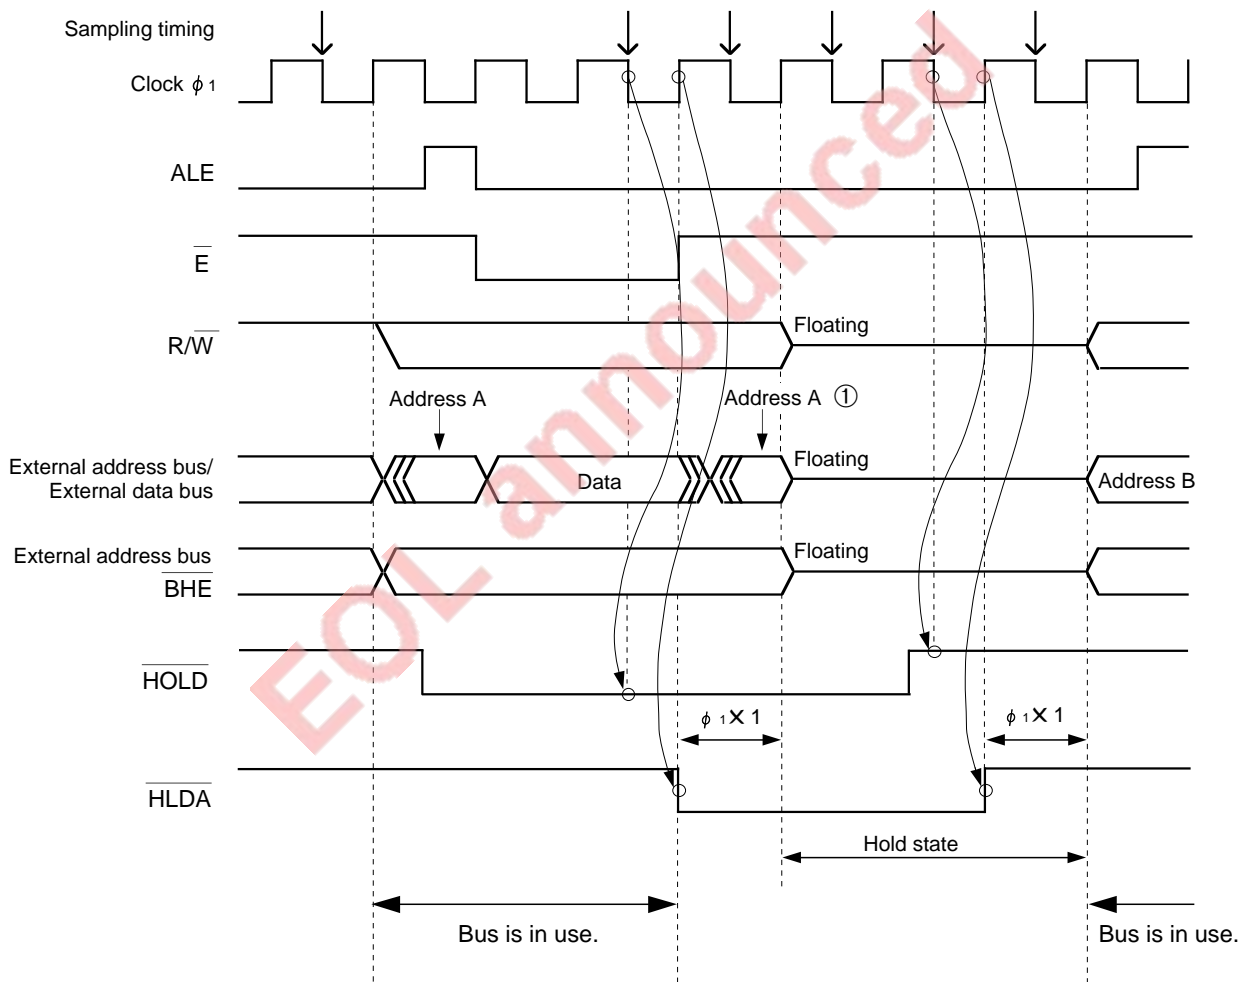 Sampling timing
Clock ϕ 1
ALE
E
R/W
Floating
Address A
Address A ①
External address bus/
External data bus
Data
Floating
Address B
External address bus
BHE
Floating
HOLD
ϕ 1 X 1
ϕ 1 X 1
HLDA
Hold state
Bus is in use.
Bus is in use.
EOL announced